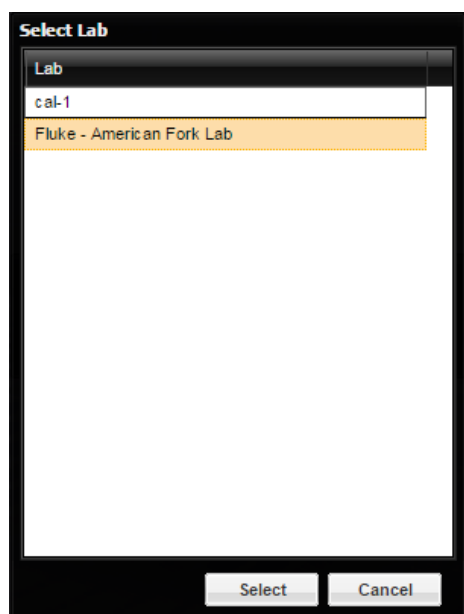 Select Lab
Lab
cal-1
Fluke - American Fork Lab
Select Cancel